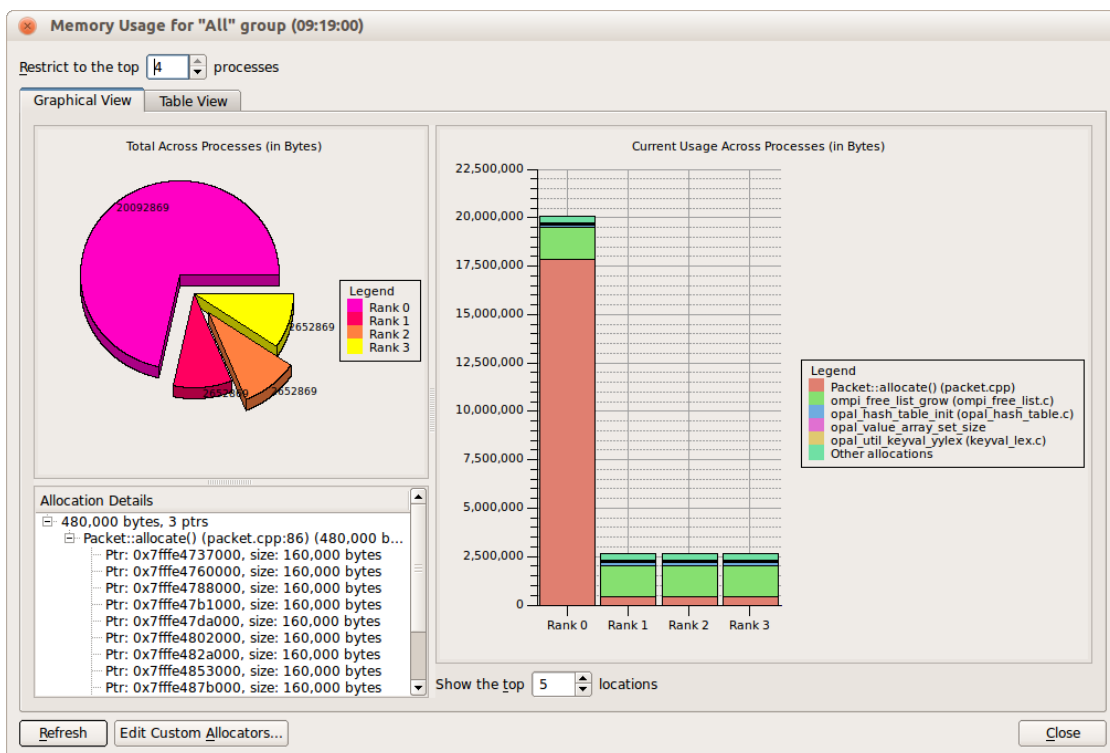 Memory Usage for "All" group (09:19:00)
Restrict to the top 4 processes
Graphical View Table View
Total Across Processes (in Bytes)
20092869
2652869
2652869
2652869
Legend
Rank 0
Rank 1
Rank 2
Rank 3
Allocation Details
480,000 bytes, 3 ptrs
Packet::allocate() (packet.cpp:86) (480,000 b...
Ptr: 0x7fffe4737000, size: 160,000 bytes
Ptr: 0x7fffe4760000, size: 160,000 bytes
Ptr: 0x7fffe4788000, size: 160,000 bytes
Ptr: 0x7fffe47b1000, size: 160,000 bytes
Ptr: 0x7fffe47da000, size: 160,000 bytes
Ptr: 0x7fffe4802000, size: 160,000 bytes
Ptr: 0x7fffe482a000, size: 160,000 bytes
Ptr: 0x7fffe4853000, size: 160,000 bytes
Ptr: 0x7fffe487b000, size: 160,000 bytes
Current Usage Across Processes (in Bytes)
22,500,000
20,000,000
17,500,000
15,000,000
12,500,000
10,000,000
7,500,000
5,000,000
2,500,000
0
Rank 0 Rank 1 Rank 2 Rank 3
Legend
Packet::allocate() (packet.cpp)
ompi_free_list_grow (ompi_free_list.c)
opal_hash_table_init (opal_hash_table.c)
opal_value_array_set_size
opal_util_keyval_yylex (keyval_lex.c)
Other allocations
Show the top 5 locations
Refresh Edit Custom Allocators... Close